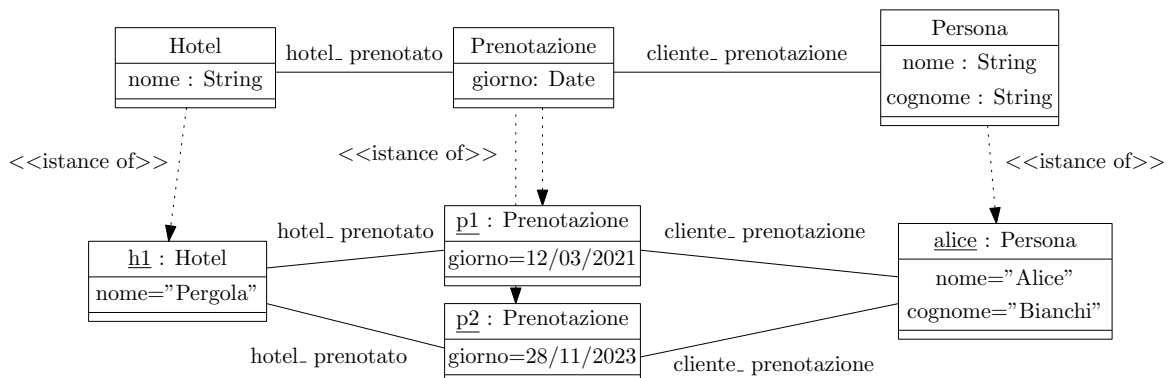 Hotel
nome : String
hotel_ prenotato
Prenotazione
giorno: Date
cliente_ prenotazione
Persona
nome : String
cognome : String
<<istance of>>
<<istance of>>
<<istance of>>
h1 : Hotel
nome="Pergola"
hotel_ prenotato
p1 : Prenotazione
giorno=12/03/2021
cliente_ prenotazione
alice : Persona
nome="Alice"
cognome="Bianchi"
hotel_ prenotato
p2 : Prenotazione
giorno=28/11/2023
cliente_ prenotazione